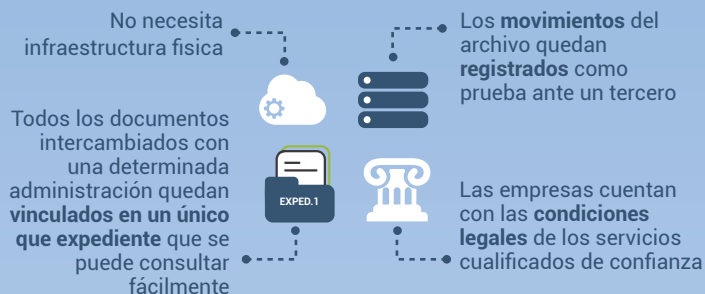 No necesita
infraestructura fisica
Los movimientos del
archivo quedan
registrados como
prueba ante un tercero
Todos los documentos
intercambiados con
una determinada
administración quedan
vinculados en un único
que expediente que se
puede consultar
fácilmente
EXPED.1
Las empresas cuentan
con las condiciones
legales de los servicios
cualificados de confianza